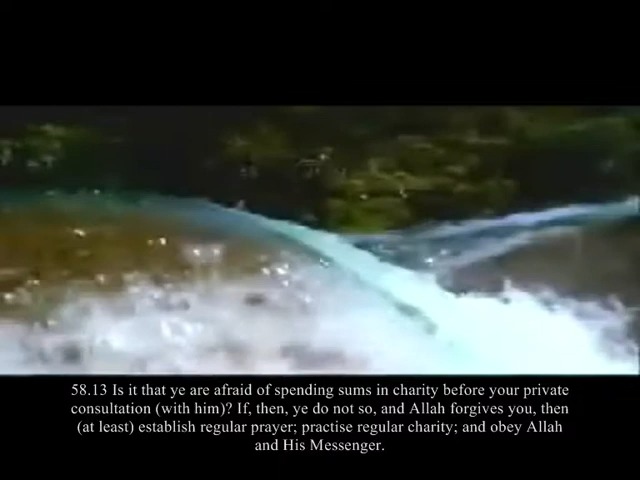 58.13 Is it that ye are afraid of spending sums in charity before your private
consultation (with him)? If, then, ye do not so, and Allah forgives you, then
(at least) establish regular prayer; practise regular charity; and obey Allah
and His Messenger.